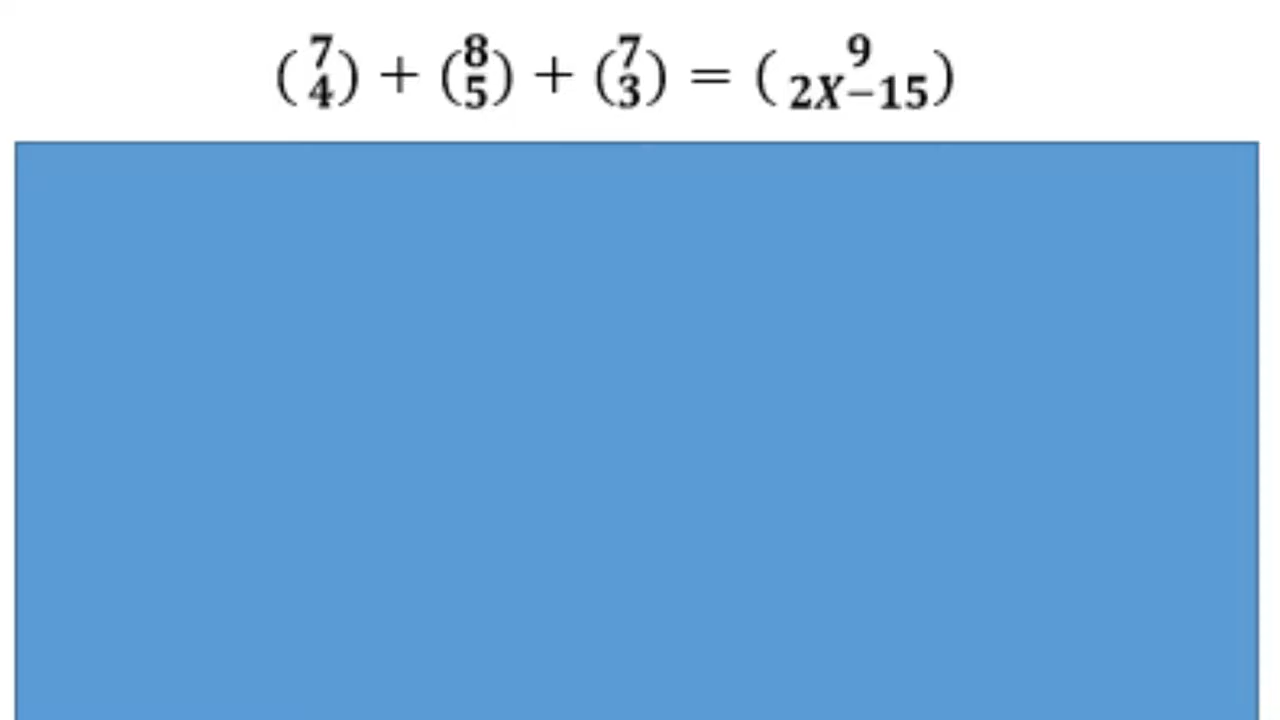 (7 4) + (8 5) + (7 3) = (9 2X−15)